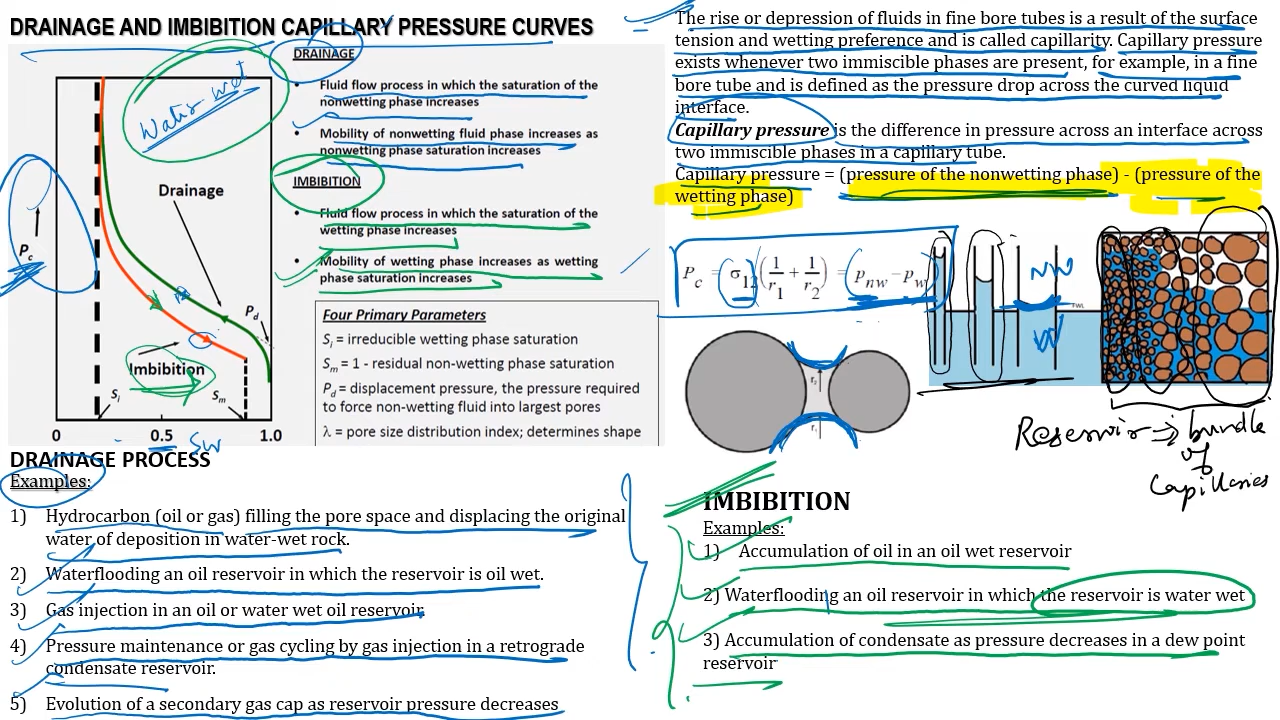 DRAINAGE AND IMBIBITION CAPILLARY PRESSURE CURVES
Water wet
Drainage
Pc
Pd
Imbibition
Si
Sm
0
0.5
1.0
Sw
DRAINAGE
• Fluid flow process in which the saturation of the
nonwetting phase increases
• Mobility of nonwetting fluid phase increases as
nonwetting phase saturation increases
IMBIBITION
• Fluid flow process in which the saturation of the
wetting phase increases
• Mobility of wetting phase increases as wetting
phase saturation increases
Four Primary Parameters
Si = irreducible wetting phase saturation
Sm = 1 - residual non-wetting phase saturation
Pd = displacement pressure, the pressure required
to force non-wetting fluid into largest pores
λ = pore size distribution index; determines shape
The rise or depression of fluids in fine bore tubes is a result of the surface
tension and wetting preference and is called capillarity. Capillary pressure
exists whenever two immiscible phases are present, for example, in a fine
bore tube and is defined as the pressure drop across the curved liquid
interface.
Capillary pressure is the difference in pressure across an interface across
two immiscible phases in a capillary tube.
Capillary pressure = (pressure of the nonwetting phase) - (pressure of the
wetting phase)
Pc = σ12 (1/r1 + 1/r2) = (pnw - pw)
NW
W
FWL
r2
r1
Reservoir => bundle
of
Capillaries
DRAINAGE PROCESS
Examples:
1) Hydrocarbon (oil or gas) filling the pore space and displacing the original
water of deposition in water-wet rock.
2) Waterflooding an oil reservoir in which the reservoir is oil wet.
3) Gas injection in an oil or water wet oil reservoir
4) Pressure maintenance or gas cycling by gas injection in a retrograde
condensate reservoir.
5) Evolution of a secondary gas cap as reservoir pressure decreases
IMBIBITION
Examples:
1) Accumulation of oil in an oil wet reservoir
2) Waterflooding an oil reservoir in which the reservoir is water wet
3) Accumulation of condensate as pressure decreases in a dew point
reservoir